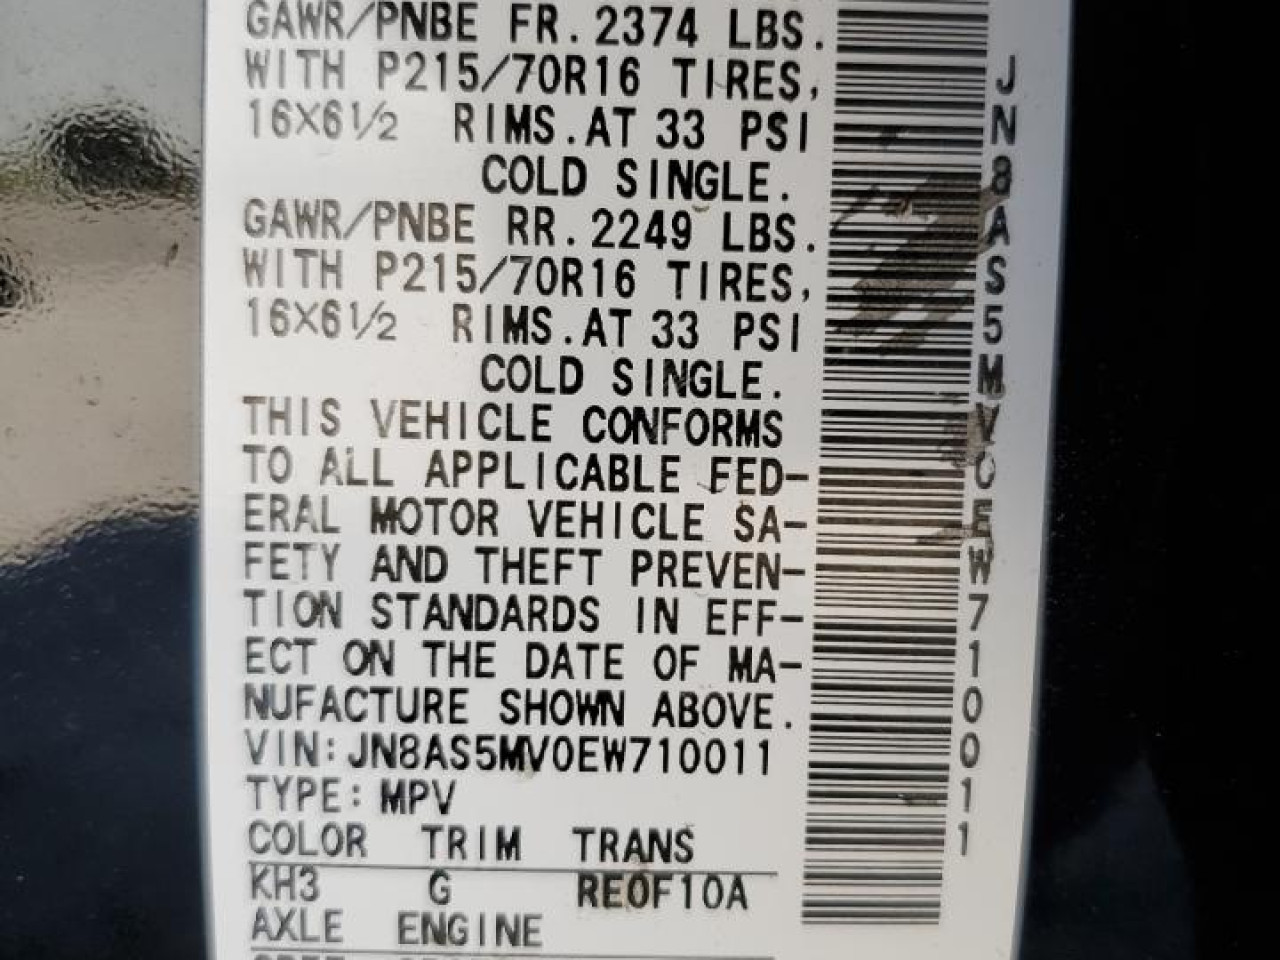 GAWR/PNBE FR. 2374 LBS.
WITH P215/70R16 TIRES,
16X6½ RIMS. AT 33 PSI
COLD SINGLE.
GAWR/PNBE RR. 2249 LBS.
WITH P215/70R16 TIRES,
16X6½ RIMS. AT 33 PSI
COLD SINGLE.
THIS VEHICLE CONFORMS
TO ALL APPLICABLE FED-
ERAL MOTOR VEHICLE SA-
FETY AND THEFT PREVEN-
TION STANDARDS IN EFF-
ECT ON THE DATE OF MA-
NUFACTURE SHOWN ABOVE.
VIN: JN8AS5MV0EW710011
TYPE: MPV
COLOR TRIM TRANS
KH3 G RE0F10A
AXLE ENGINE
JN8AS5MV0EW710011